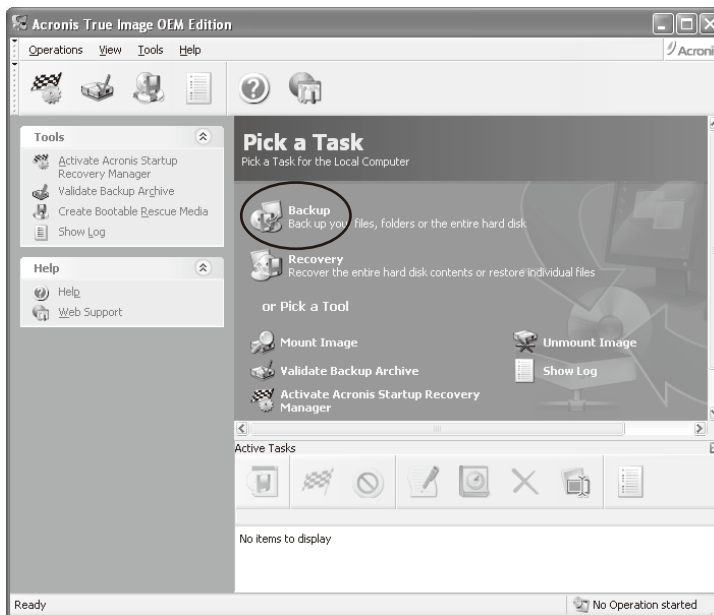 Acronis True Image OEM Edition
Operations View Tools Help
Acroni
Tools
Activate Acronis Startup
Recovery Manager
Validate Backup Archive
Create Bootable Rescue Media
Show Log
Help
Help
Web Support
Pick a Task
Pick a Task for the Local Computer
Backup
Back up your files, folders or the entire hard disk
Recovery
Recover the entire hard disk contents or restore individual files
or Pick a Tool
Mount Image
Unmount Image
Validate Backup Archive
Show Log
Activate Acronis Startup Recovery
Manager
Active Tasks
No items to display
Ready
No Operation started